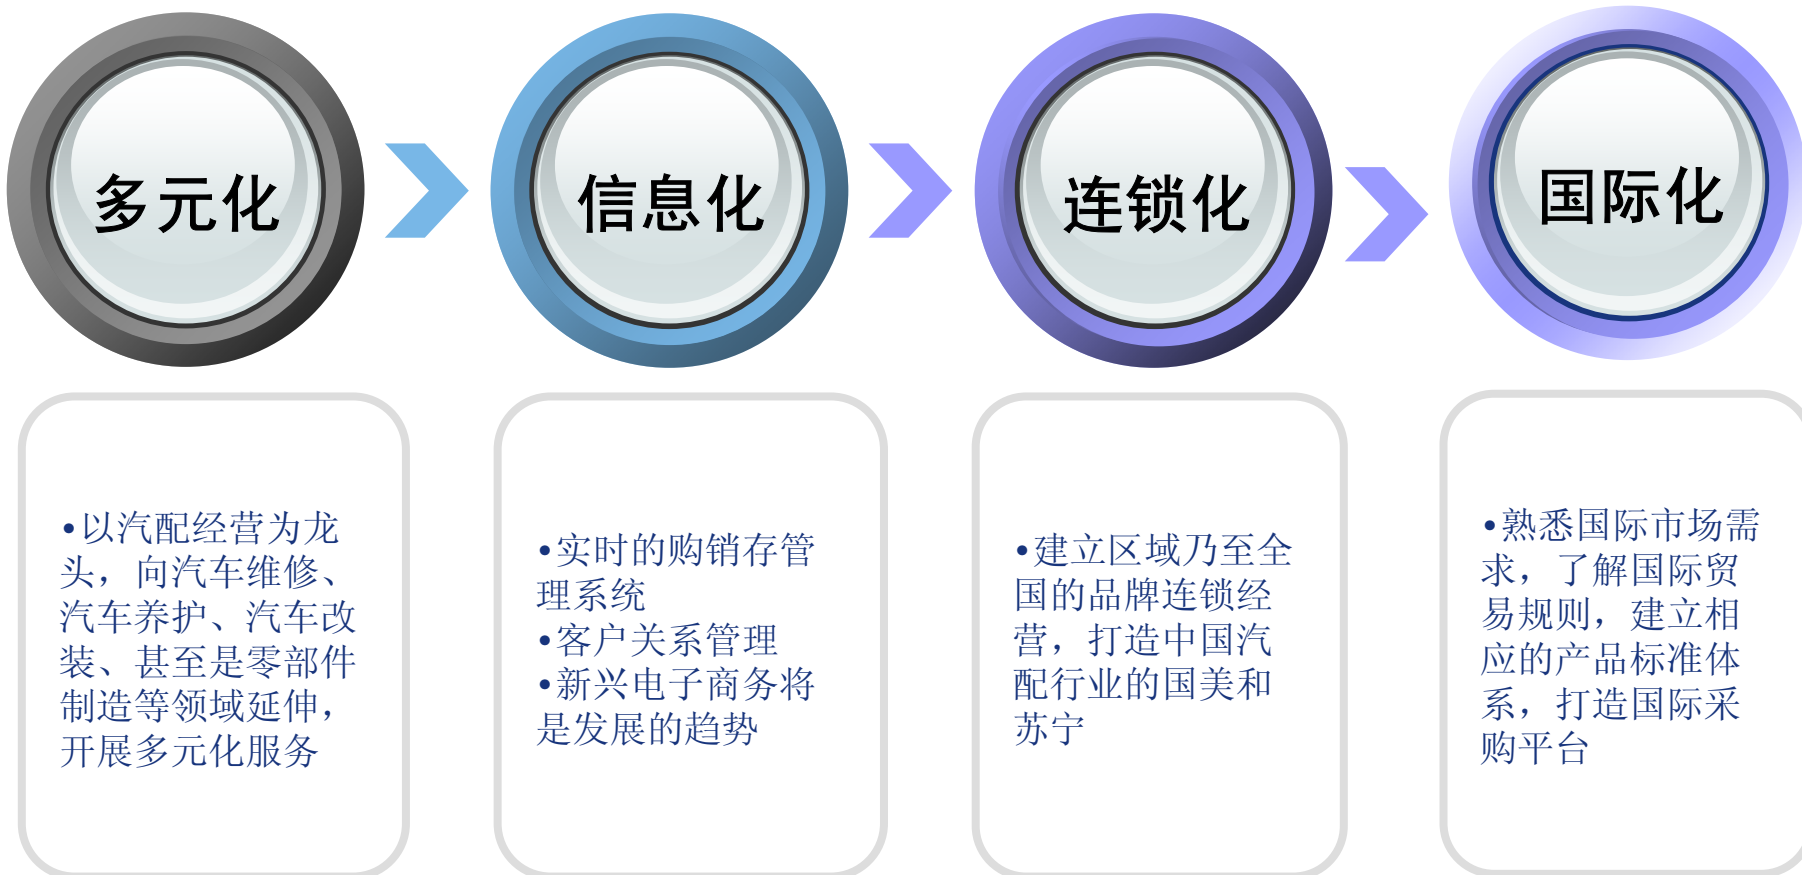 多元化
信息化
连锁化
国际化
•以汽配经营为龙
头，向汽车维修、
汽车养护、汽车改
装、甚至是零部件
制造等领域延伸，
开展多元化服务
•实时的购销存管
理系统
•客户关系管理
•新兴电子商务将
是发展的趋势
•建立区域乃至全
国的品牌连锁经
营，打造中国汽
配行业的国美和
苏宁
•熟悉国际市场需
求，了解国际贸
易规则，建立相
应的产品标准体
系，打造国际采
购平台